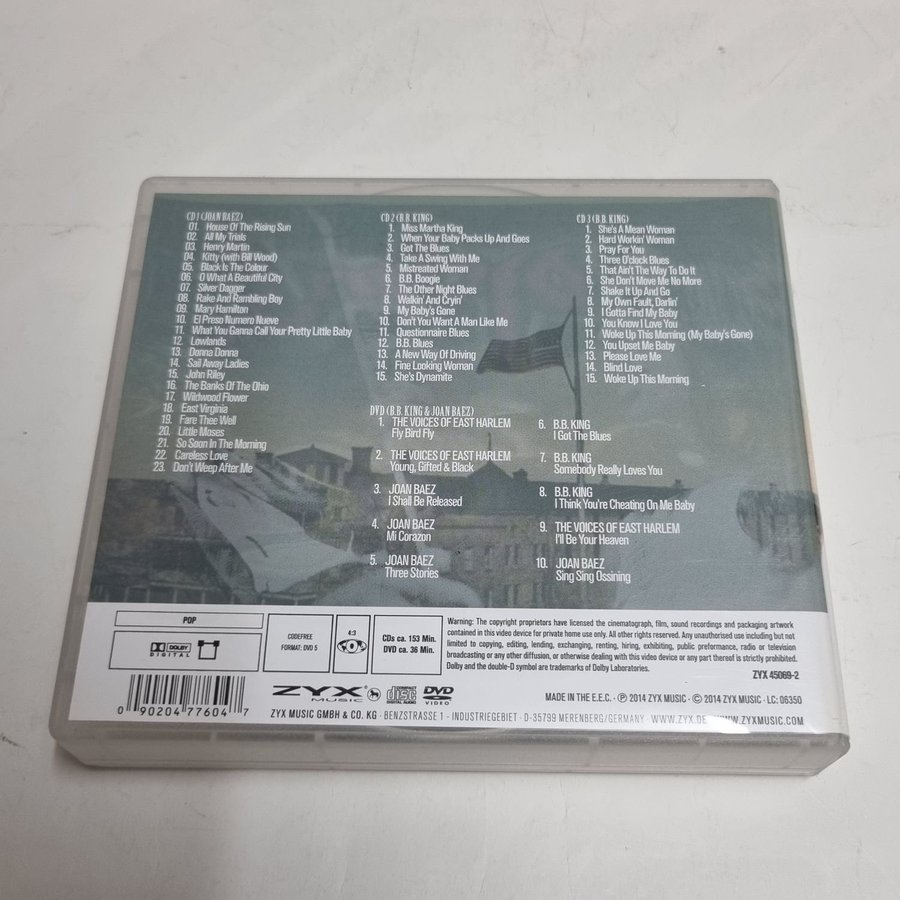 CD 1 (JOAN BAEZ)
01. House Of The Rising Sun
02. All My Trials
03. Henry Martin
04. Kitty (with Bill Wood)
05. Black Is The Colour
06. O What A Beautiful City
07. Silver Dagger
08. Rake And Rambling Boy
09. Mary Hamilton
10. El Preso Numero Nueve
11. What You Ganna Call Your Pretty Little Baby
12. Lowlands
13. Donna Donna
14. Sail Away Ladies
15. John Riley
16. The Banks Of The Ohio
17. Wildwood Flower
18. East Virginia
19. Fare Thee Well
20. Little Moses
21. So Soon In The Morning
22. Careless Love
23. Don't Weep After Me
CD 2 (B.B. KING)
1. Miss Martha King
2. When Your Baby Packs Up And Goes
3. Got The Blues
4. Take A Swing With Me
5. Mistreated Woman
6. B.B. Boogie
7. The Other Night Blues
8. Walkin' And Cryin'
9. My Baby's Gone
10. Don't You Want A Man Like Me
11. Questionnaire Blues
12. B.B. Blues
13. A New Way Of Driving
14. Fine Looking Woman
15. She's Dynamite
CD 3 (B.B. KING)
1. She's A Mean Woman
2. Hard Workin' Woman
3. Pray For You
4. Three O'clock Blues
5. That Ain't The Way To Do It
6. She Don't Move Me No More
7. Shake It Up And Go
8. My Own Fault, Darlin'
9. I Gotta Find My Baby
10. You Know I Love You
11. Woke Up This Morning (My Baby's Gone)
12. You Upset Me Baby
13. Please Love Me
14. Blind Love
15. Woke Up This Morning
DVD (B.B. KING & JOAN BAEZ)
1. THE VOICES OF EAST HARLEM
Fly Bird Fly
2. THE VOICES OF EAST HARLEM
Young, Gifted & Black
3. JOAN BAEZ
I Shall Be Released
4. JOAN BAEZ
Mi Corazon
5. JOAN BAEZ
Three Stories
6. B.B. KING
I Got The Blues
7. B.B. KING
Somebody Really Loves You
8. B.B. KING
I Think You're Cheating On Me Baby
9. THE VOICES OF EAST HARLEM
I'll Be Your Heaven
10. JOAN BAEZ
Sing Sing Ossining
POP
DOLBY
DIGITAL
CODEFREE
FORMAT: DVD 5
4:3
CDs ca. 153 Min.
DVD ca. 36 Min.
Warning: The copyright proprietors have licensed the cinematograph, film, sound recordings and packaging artwork
contained in this video device for private home use only. All other rights reserved. Any unauthorised use including but not
limited to copying, editing, lending, exchanging, renting, hiring, exhibiting, public preformance, radio or television
broadcasting or any other diffusion, or otherwise dealing with this video device or any part thereof is strictly prohibited.
Dolby and the double-D symbol are trademarks of Dolby Laboratories.
ZYX 45069-2
0 90204 77604 7
ZYX MUSIC
COMPACT disc DIGITAL AUDIO
DVD VIDEO
MADE IN THE E.E.C. · ℗ 2014 ZYX MUSIC · © 2014 ZYX MUSIC · LC: 06350
ZYX MUSIC GMBH & CO. KG · BENZSTRASSE 1 - INDUSTRIEGEBIET - D-35799 MERENBERG/GERMANY · WWW.ZYX.DE · WWW.ZYXMUSIC.COM